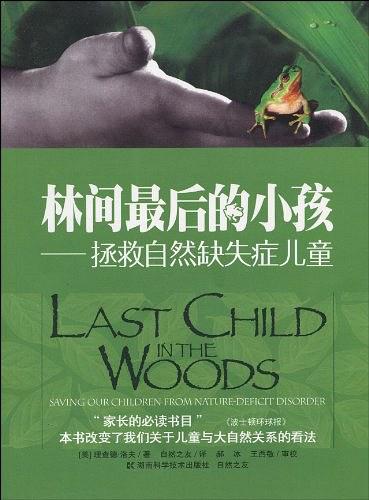 林间最后的小孩
——拯救自然缺失症儿童
LAST CHILD
IN THE
WOODS
SAVING OUR CHILDREN FROM NATURE-DEFICIT DISORDER
“家长的必读书目” (波士顿环球报)
本书改变了我们关于儿童与大自然关系的看法
[美]理查德·洛夫/著 自然之友/译 郝 冰 王西敏/审校
湖南科学技术出版社 自然之友